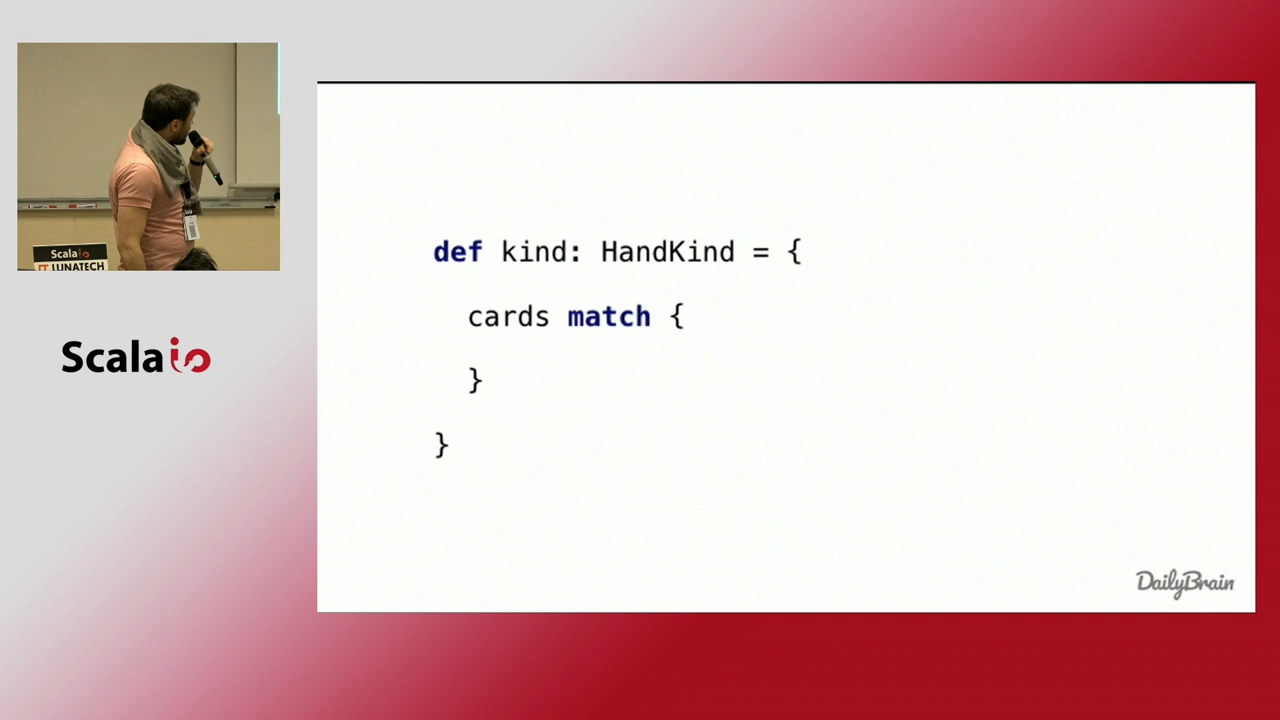 Scalaio
LUNATECH
Scalaio
def kind: HandKind = {
cards match {
}
}
DailyBrain